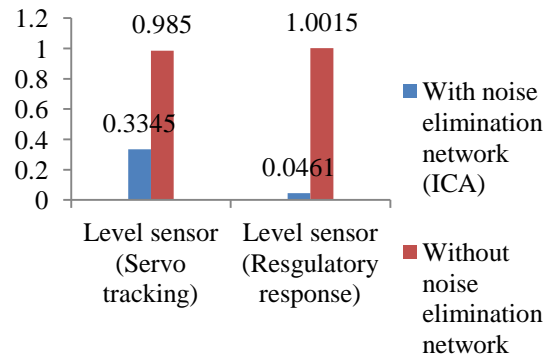 1.2
1
0.8
0.6
0.4
0.2
0
0.985
0.3345
1.0015
0.0461
Level sensor
(Servo
tracking)
Level sensor
(Resgulatory
response)
With noise
elimination
network
(ICA)
Without
noise
elimination
network